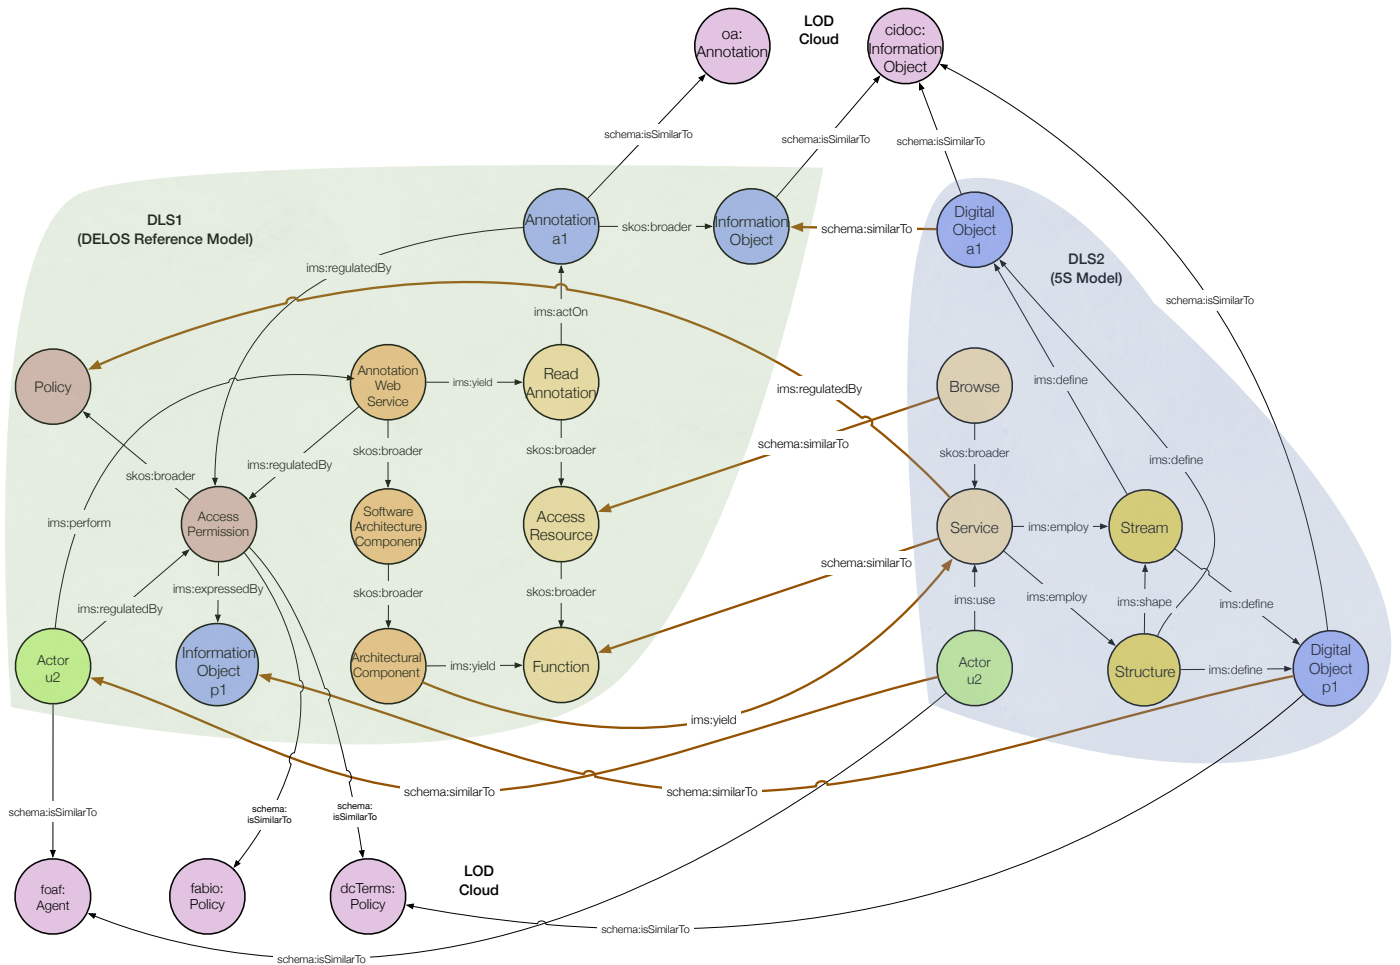 oa:
Annotation
LOD
Cloud
cidoc:
Information
Object
schema:isSimilarTo
schema:isSimilarTo
schema:isSimilarTo
DLS1
(DELOS Reference Model)
Annotation
a1
skos:broader
Information
Object
schema:similarTo
Digital
Object
a1
DLS2
(5S Model)
ims:regulatedBy
schema:isSimilarTo
ims:actOn
Policy
Annotation
Web
Service
ims:yield
Read
Annotation
ims:regulatedBy
Browse
ims:define
schema:similarTo
skos:broader
skos:broader
skos:broader
ims:define
ims:regulatedBy
skos:broader
ims:perform
Access
Permission
Software
Architecture
Component
Access
Resource
Service
ims:employ
Stream
schema:similarTo
ims:expressedBy
skos:broader
skos:broader
ims:regulatedBy
ims:use
ims:employ
ims:shape
ims:define
Actor
u2
Information
Object
p1
Architectural
Component
ims:yield
Function
Actor
u2
Structure
ims:define
Digital
Object
p1
ims:yield
schema:similarTo
schema:similarTo
schema:isSimilarTo
schema:
isSimilarTo
schema:
isSimilarTo
LOD
Cloud
foaf:
Agent
fabio:
Policy
dcTerms:
Policy
schema:isSimilarTo
schema:isSimilarTo